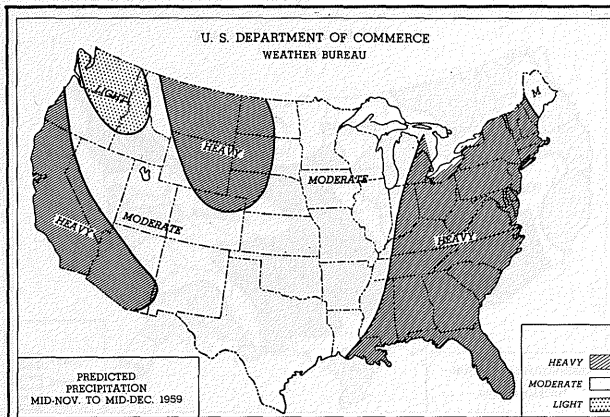 U. S. DEPARTMENT OF COMMERCE
WEATHER BUREAU
LIGHT
M
HEAVY
MODERATE
HEAVY
MODERATE
HEAVY
PREDICTED
PRECIPITATION
MID-NOV. TO MID-DEC. 1959
HEAVY
MODERATE
LIGHT